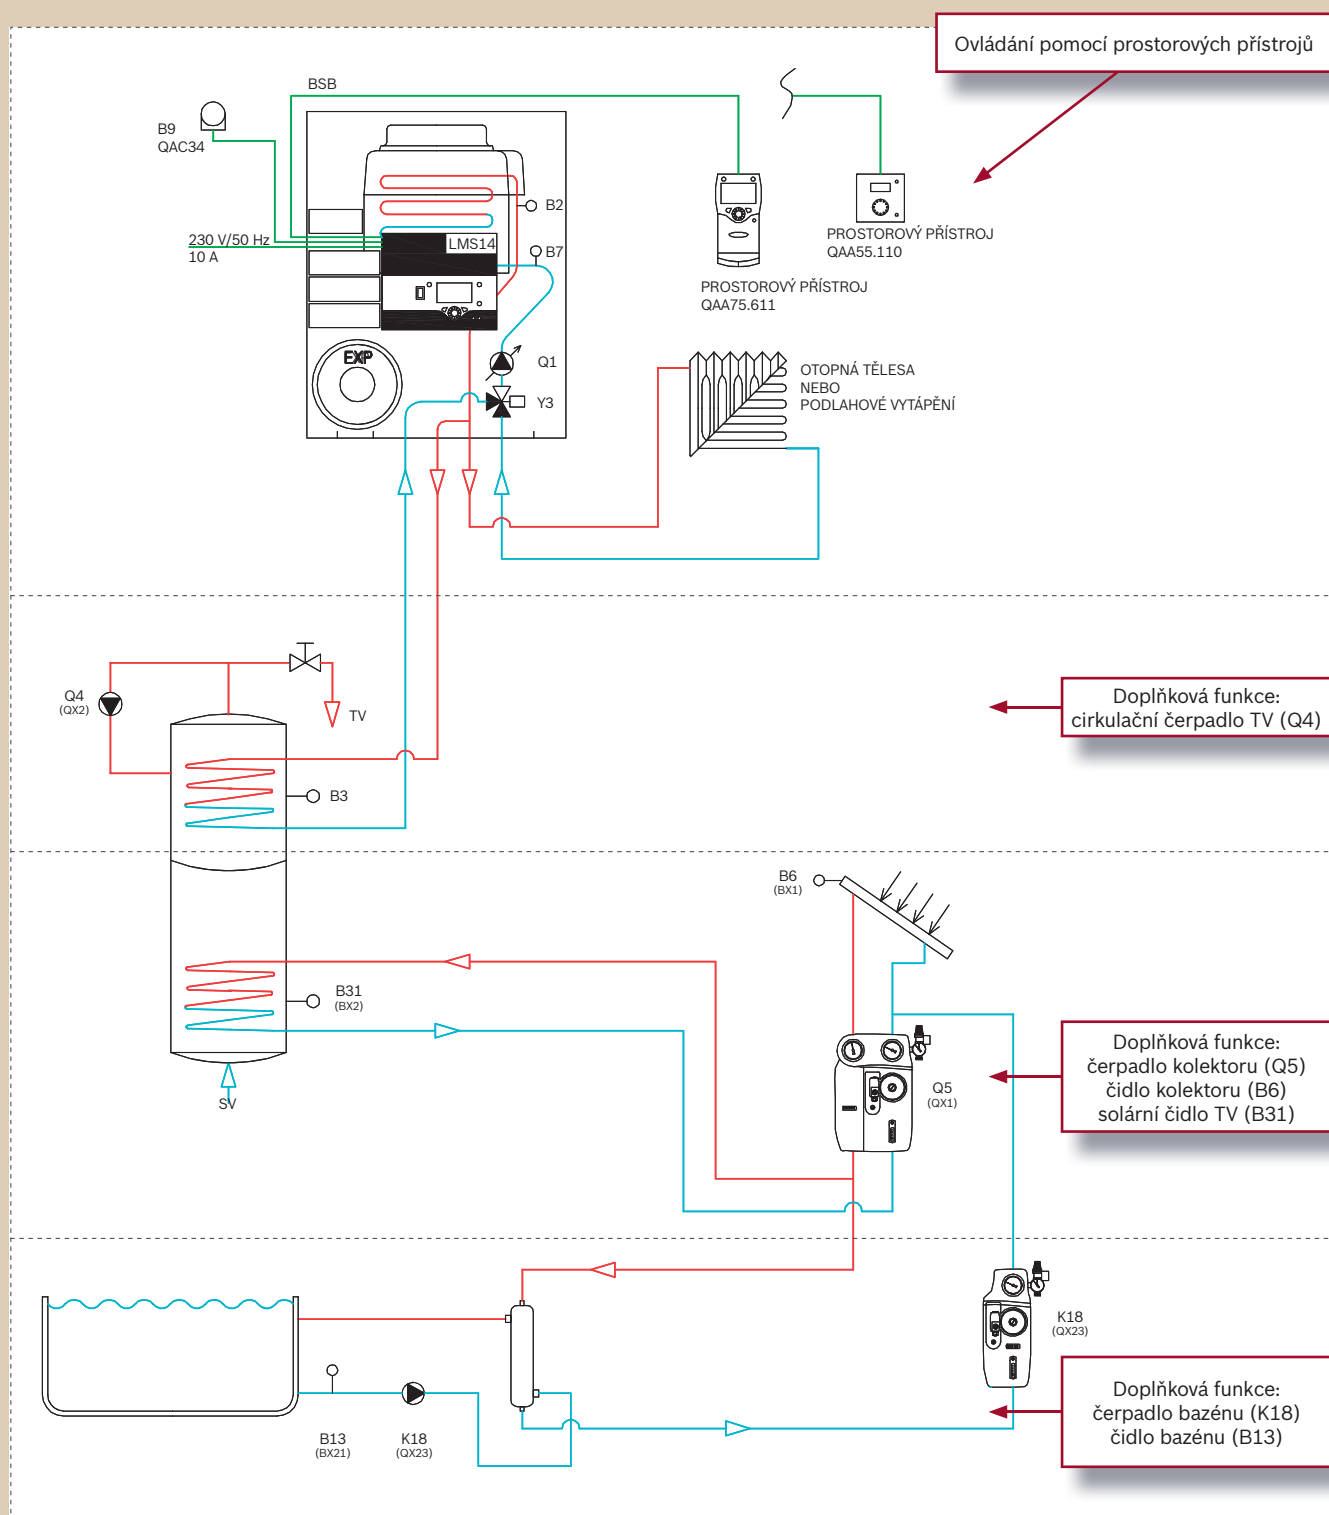 Ovládání pomocí prostorových přístrojů
BSB
B9
QAC34
B2
230 V/50 Hz
10 A
LMS14
B7
PROSTOROVÝ PŘÍSTROJ
QAA55.110
PROSTOROVÝ PŘÍSTROJ
QAA75.611
EXP
Q1
Y3
OTOPNÁ TĚLESA
NEBO
PODLAHOVÉ VYTÁPĚNÍ
Q4
(QX2)
TV
Doplňková funkce:
cirkulační čerpadlo TV (Q4)
B3
B6
(BX1)
B31
(BX2)
SV
Q5
(QX1)
Doplňková funkce:
čerpadlo kolektoru (Q5)
čidlo kolektoru (B6)
solární čidlo TV (B31)
K18
(QX23)
B13
(BX21)
K18
(QX23)
Doplňková funkce:
čerpadlo bazénu (K18)
čidlo bazénu (B13)